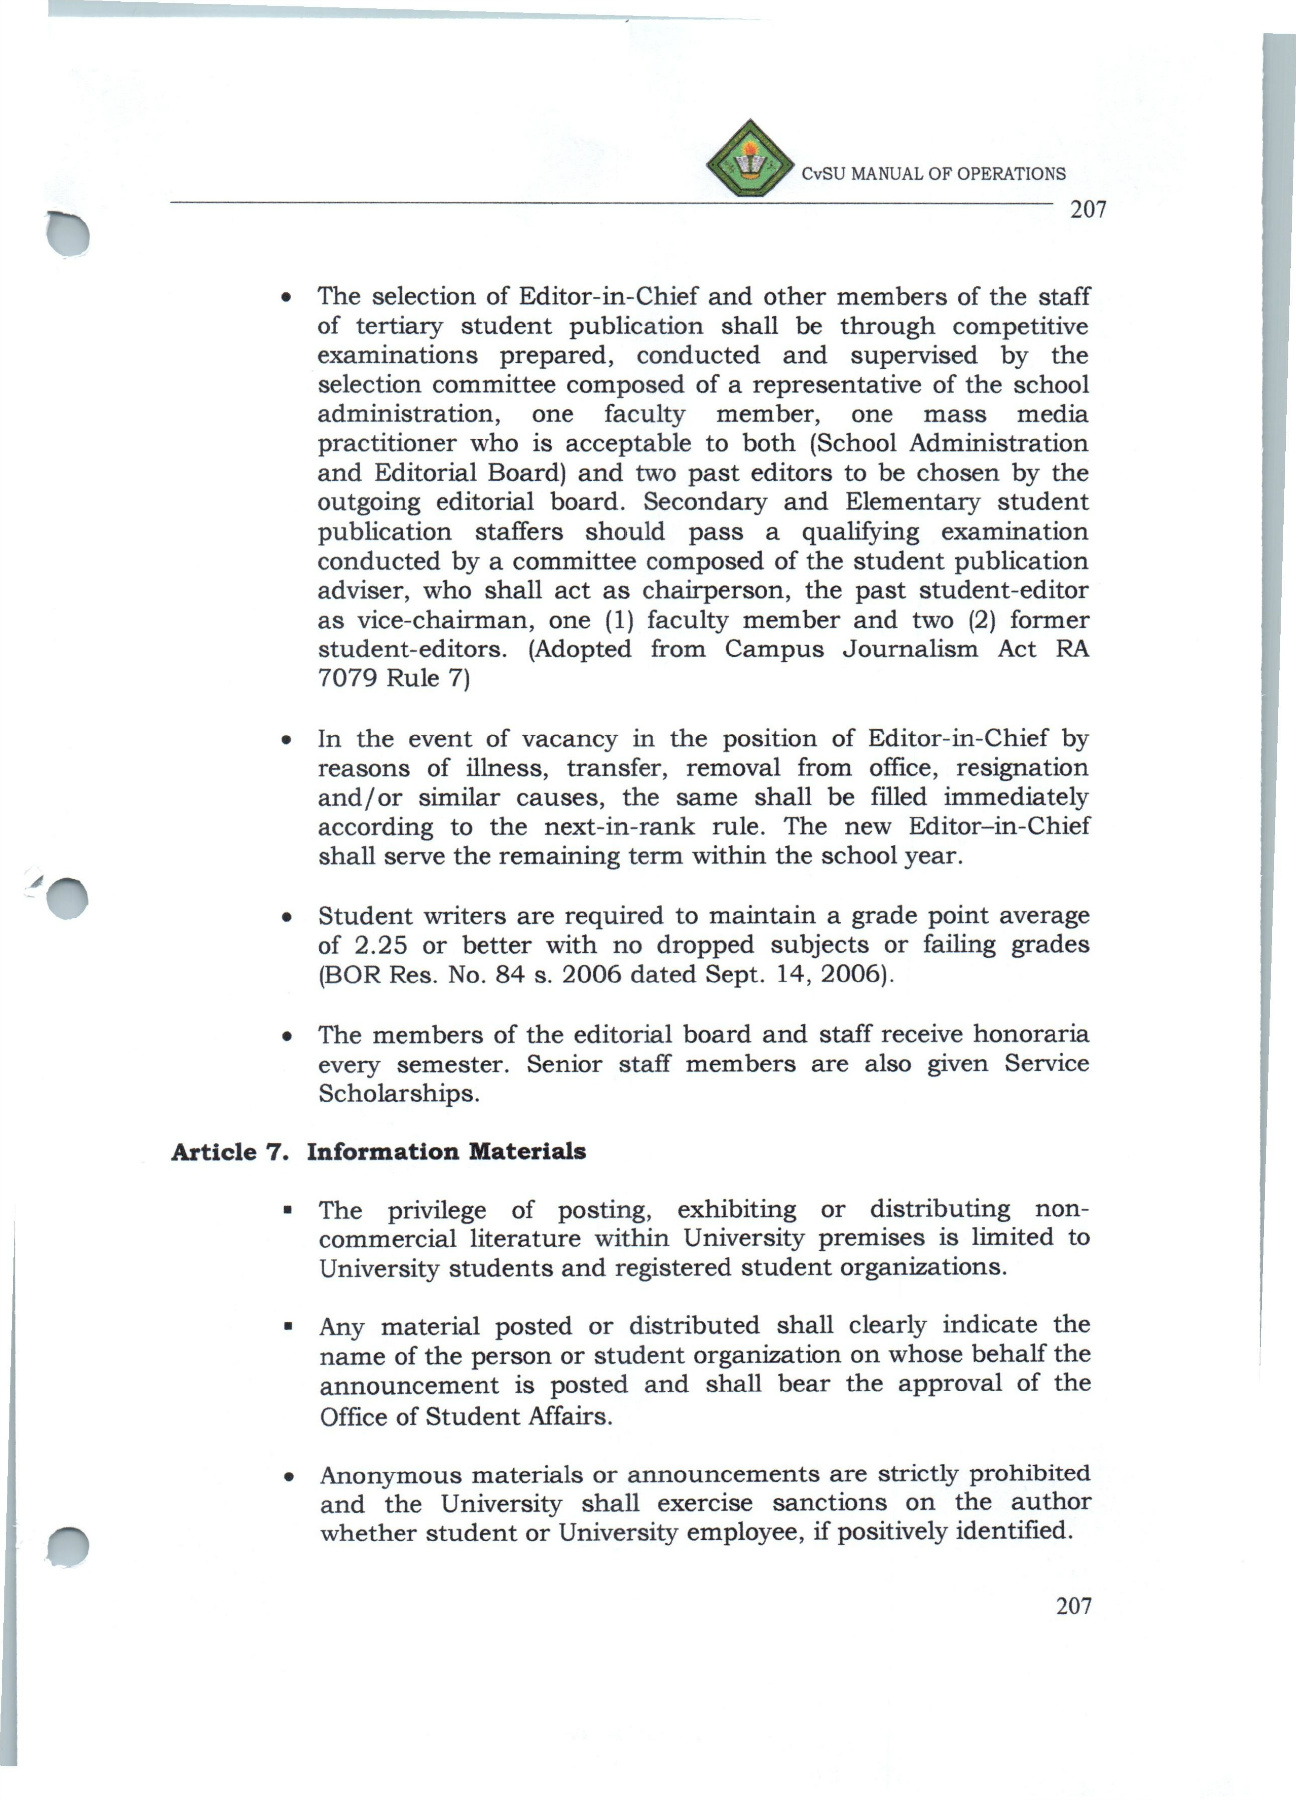 CvSU MANUAL OF OPERATIONS
207
• The selection of Editor-in-Chief and other members of the staff
of tertiary student publication shall be through competitive
examinations prepared, conducted and supervised by the
selection committee composed of a representative of the school
administration, one faculty member, one mass media
practitioner who is acceptable to both (School Administration
and Editorial Board) and two past editors to be chosen by the
outgoing editorial board. Secondary and Elementary student
publication staffers should pass a qualifying examination
conducted by a committee composed of the student publication
adviser, who shall act as chairperson, the past student-editor
as vice-chairman, one (1) faculty member and two (2) former
student-editors. (Adopted from Campus Journalism Act RA
7079 Rule 7)
• In the event of vacancy in the position of Editor-in-Chief by
reasons of illness, transfer, removal from office, resignation
and/or similar causes, the same shall be filled immediately
according to the next-in-rank rule. The new Editor–in-Chief
shall serve the remaining term within the school year.
• Student writers are required to maintain a grade point average
of 2.25 or better with no dropped subjects or failing grades
(BOR Res. No. 84 s. 2006 dated Sept. 14, 2006).
• The members of the editorial board and staff receive honoraria
every semester. Senior staff members are also given Service
Scholarships.
Article 7. Information Materials
▪ The privilege of posting, exhibiting or distributing non-
commercial literature within University premises is limited to
University students and registered student organizations.
▪ Any material posted or distributed shall clearly indicate the
name of the person or student organization on whose behalf the
announcement is posted and shall bear the approval of the
Office of Student Affairs.
• Anonymous materials or announcements are strictly prohibited
and the University shall exercise sanctions on the author
whether student or University employee, if positively identified.
207